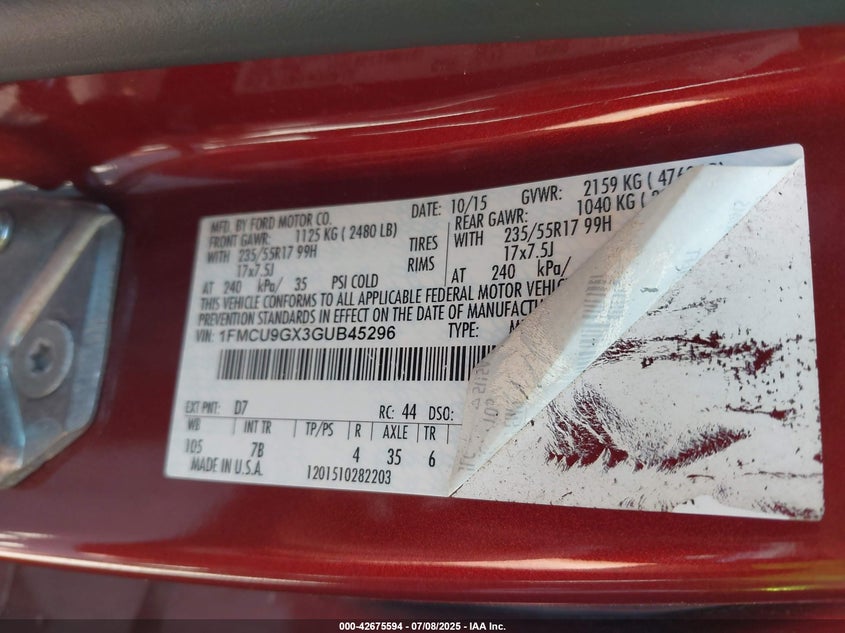 MFD. BY FORD MOTOR CO.
DATE: 10/15 GVWR: 2159 KG
FRONT GAWR: 1125 KG ( 2480 LB)
REAR GAWR: 1040 KG
WITH 235/55R17 99H TIRES WITH 235/55R17 99H
17x7.5J RIMS 17x7.5J
AT 240 kPa/ 35 PSI COLD AT 240 kPa/
THIS VEHICLE CONFORMS TO ALL APPLICABLE FEDERAL MOTOR
PREVENTION STANDARDS IN EFFECT ON THE DATE OF MANUFACTURE
VIN: 1FMCU9GX3GUB45296 TYPE:
EXT PNT: D7 RC: 44 DSO:
WB INT TR TP/PS R AXLE TR
105 7B 4 35 6
MADE IN U.S.A. 1201510282203
000-42675594 - 07/08/2025 - IAA Inc.